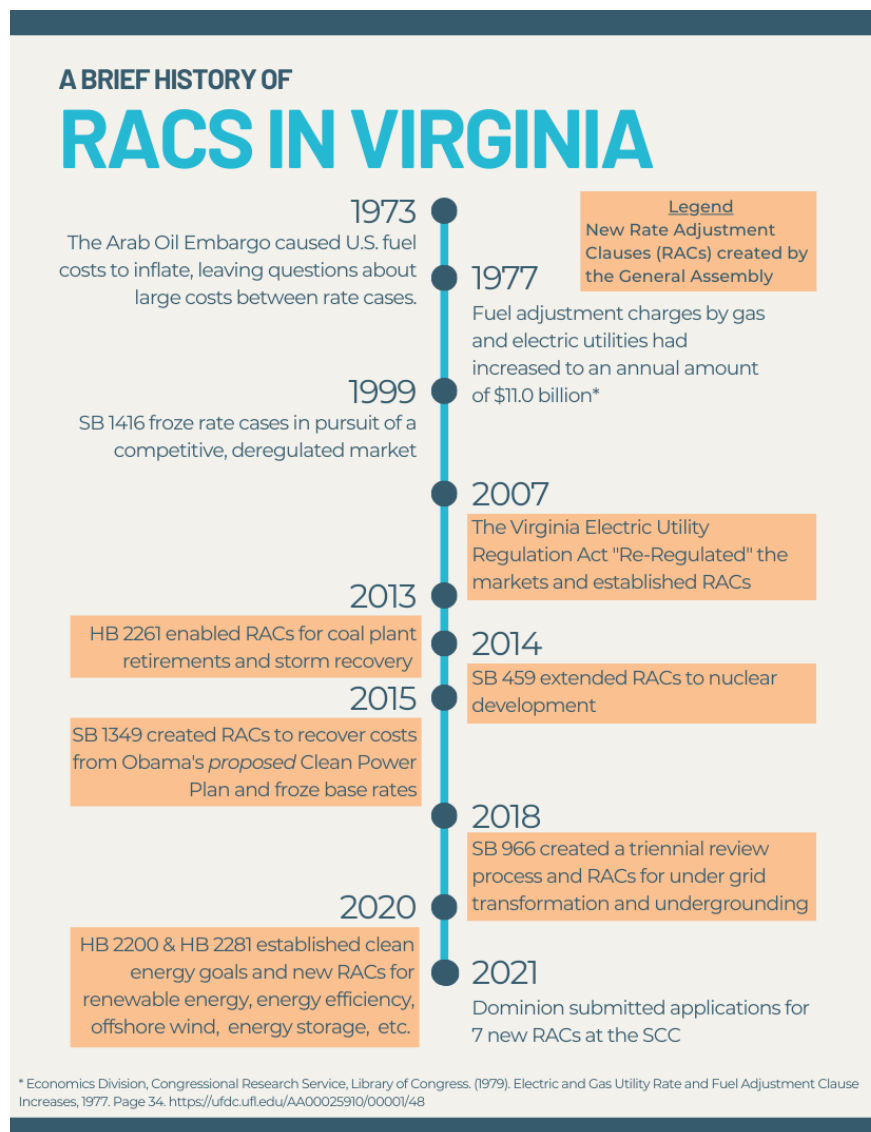 A BRIEF HISTORY OF
RACS IN VIRGINIA
1973
The Arab Oil Embargo caused U.S. fuel
costs to inflate, leaving questions about
large costs between rate cases.
Legend
New Rate Adjustment
Clauses (RACs) created by
the General Assembly
1977
Fuel adjustment charges by gas
and electric utilities had
increased to an annual amount
of $11.0 billion*
1999
SB 1416 froze rate cases in pursuit of a
competitive, deregulated market
2007
The Virginia Electric Utility
Regulation Act "Re-Regulated" the
markets and established RACs
2013
HB 2261 enabled RACs for coal plant
retirements and storm recovery
2014
SB 459 extended RACs to nuclear
development
2015
SB 1349 created RACs to recover costs
from Obama's proposed Clean Power
Plan and froze base rates
2018
SB 966 created a triennial review
process and RACs for under grid
transformation and undergrounding
2020
HB 2200 & HB 2281 established clean
energy goals and new RACs for
renewable energy, energy efficiency,
offshore wind, energy storage, etc.
2021
Dominion submitted applications for
7 new RACs at the SCC
* Economics Division, Congressional Research Service, Library of Congress. (1979). Electric and Gas Utility Rate and Fuel Adjustment Clause
Increases, 1977. Page 34. https://ufdc.ufl.edu/AA00025910/00001/48